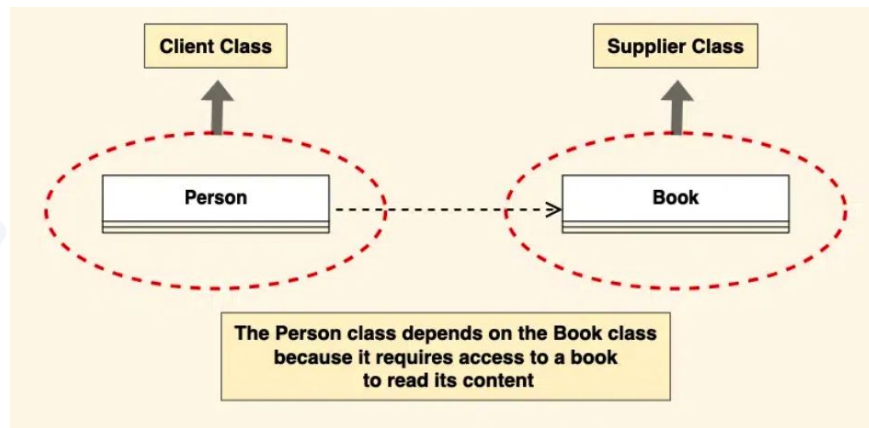 Client Class
Supplier Class
Person
Book
The Person class depends on the Book class
because it requires access to a book
to read its content